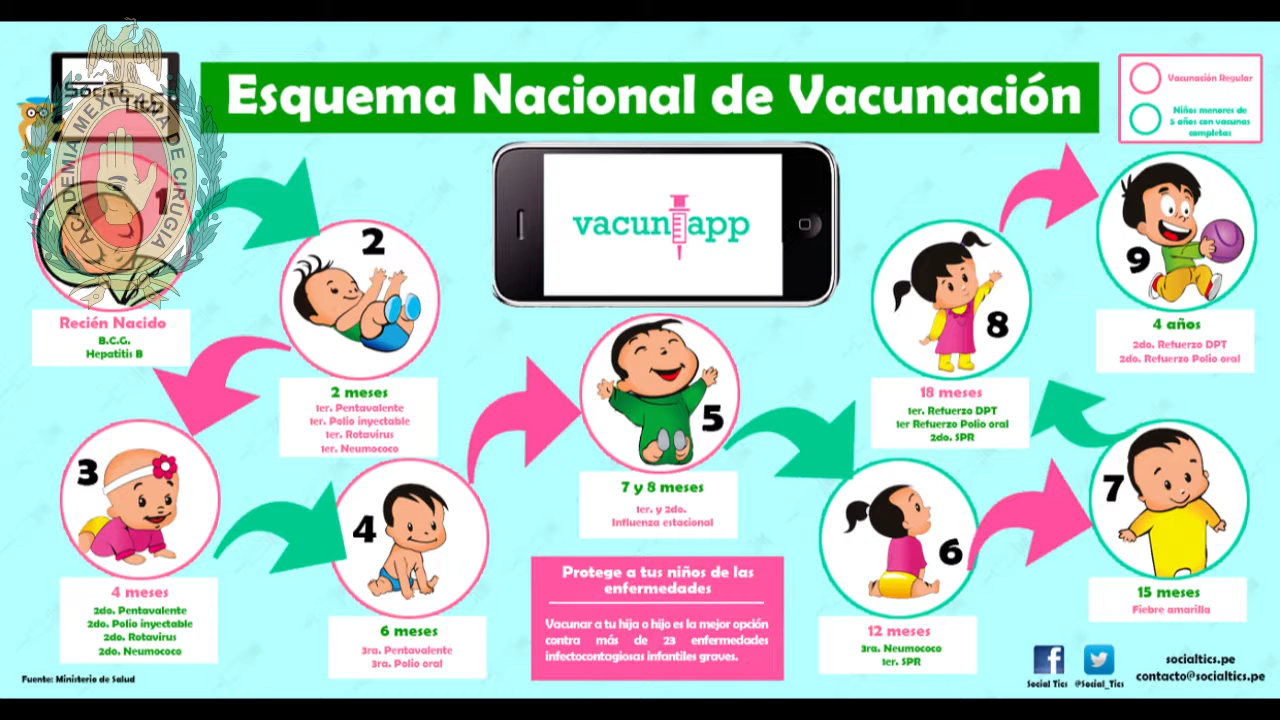 Esquema Nacional de Vacunación
Vacunación Regular
Niños menores de
5 años con vacunas
completas
ACADEMIA MEXICANA DE CIRUGIA
vacunapp
1
Recién Nacido
B.C.G.
Hepatitis B
2
2 meses
1er. Pentavalente
1er. Polio inyectable
1er. Rotavirus
1er. Neumococo
3
4 meses
2do. Pentavalente
2do. Polio inyectable
2do. Rotavirus
2do. Neumococo
4
6 meses
3ra. Pentavalente
3ra. Polio oral
5
7 y 8 meses
1er. y 2do.
Influenza estacional
6
12 meses
3ra. Neumococo
1er. SPR
7
15 meses
Fiebre amarilla
8
18 meses
1er. Refuerzo DPT
1er Refuerzo Polio oral
2do. SPR
9
4 años
2do. Refuerzo DPT
2do. Refuerzo Polio oral
Protege a tus niños de las
enfermedades
Vacunar a tu hija o hijo es la mejor opción
contra más de 23 enfermedades
infectocontagiosas infantiles graves.
Fuente: Ministerio de Salud
Social Tics
@Social_Tics
socialtics.pe
contacto@socialtics.pe